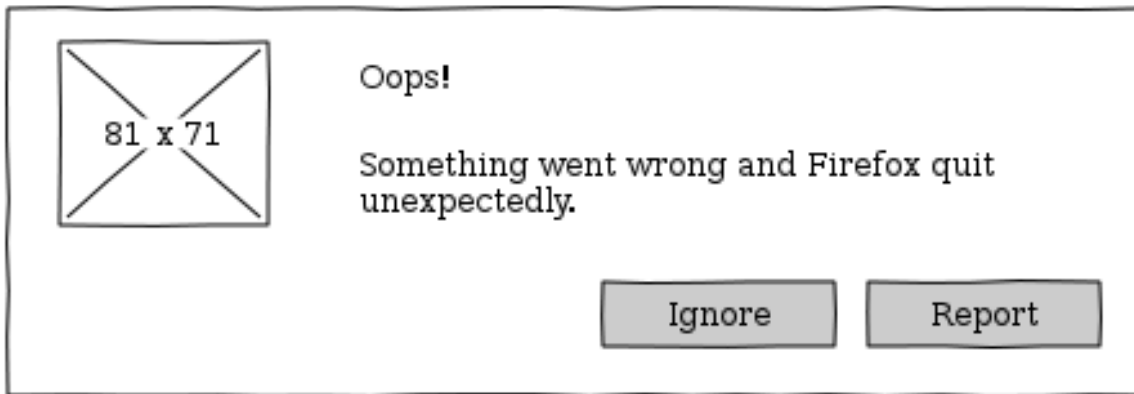 81 x 71
Oops!
Something went wrong and Firefox quit
unexpectedly.
Ignore
Report